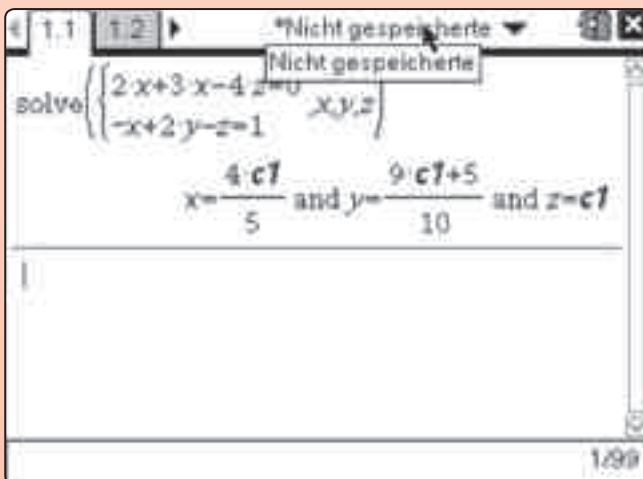 1.1 1.2 *Nicht gespeicherte
Nicht gespeicherte
solve({2·x+3·x−4·z=0
−x+2·y−z=1 ,x,y,z)
x=4·c1/5 and y=9·c1+5/10 and z=c1
1/99